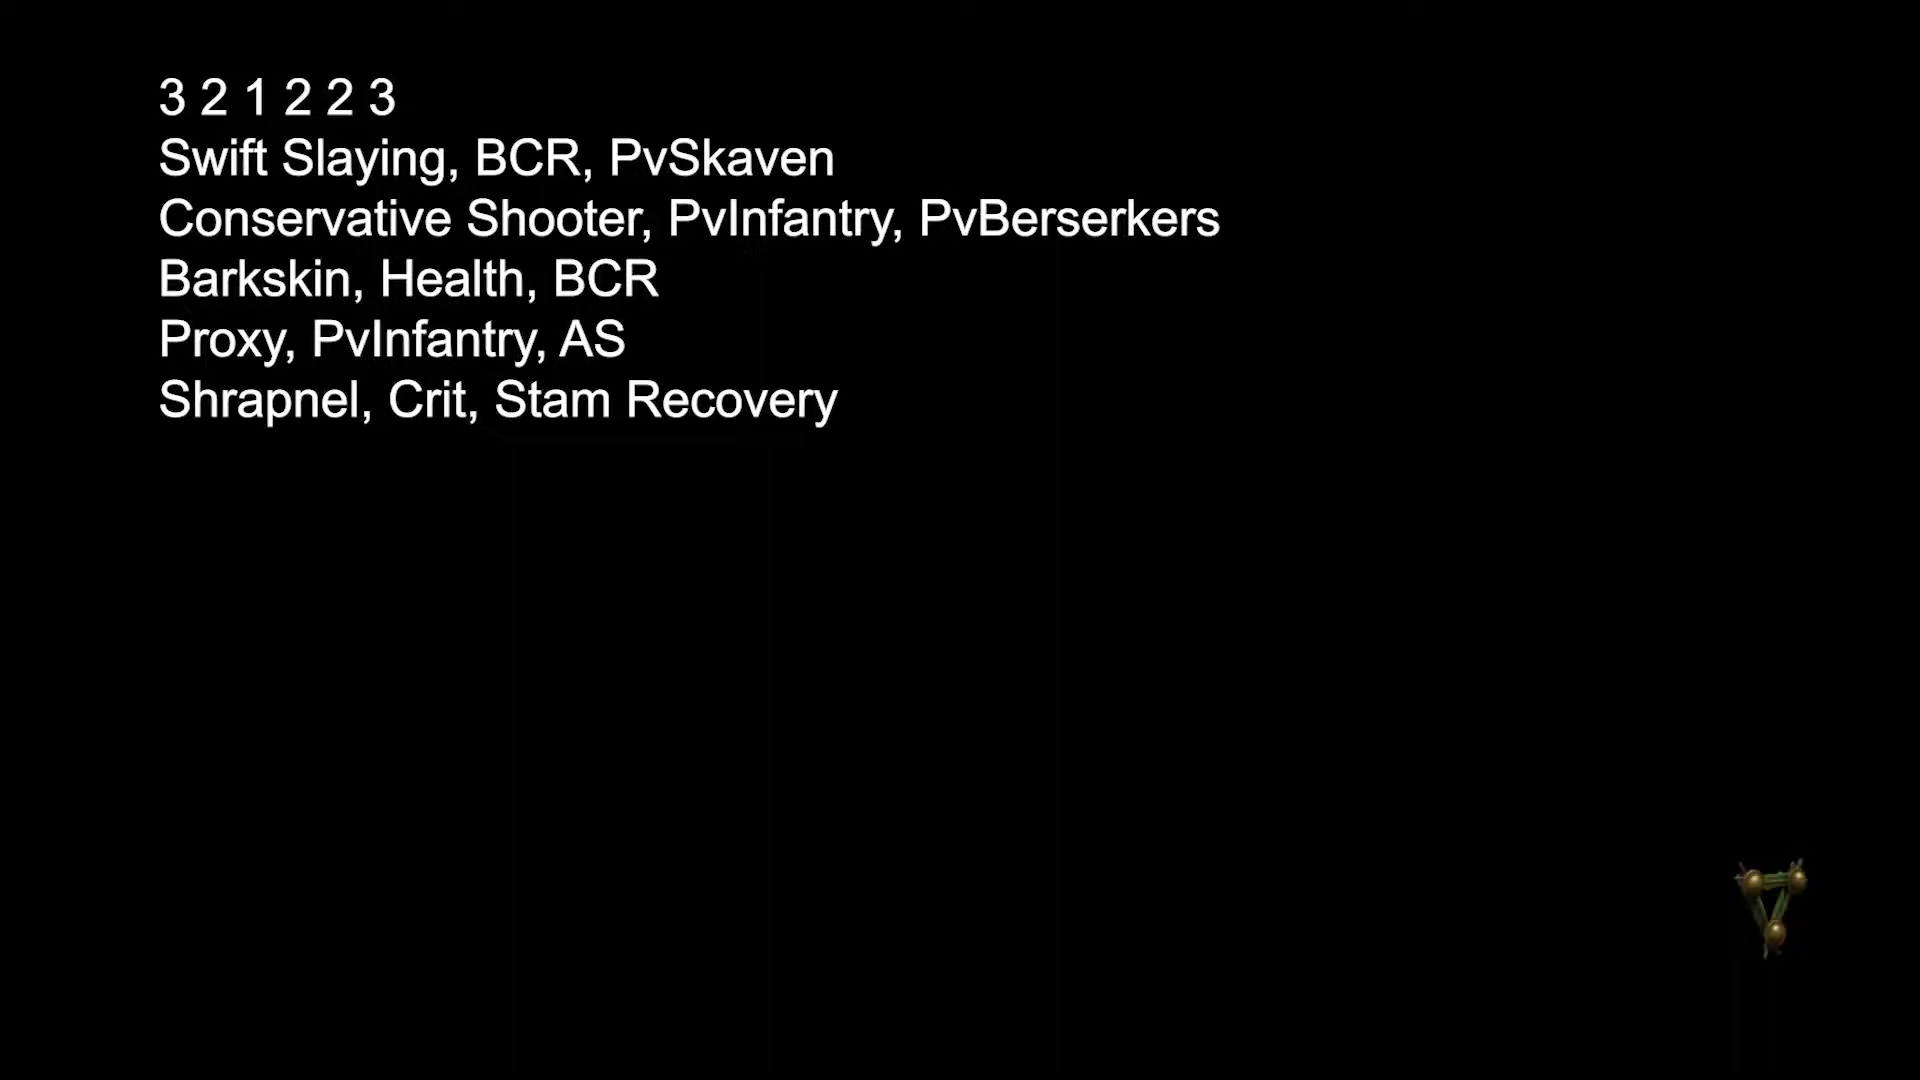 3 2 1 2 2 3
Swift Slaying, BCR, PvSkaven
Conservative Shooter, PvInfantry, PvBerserkers
Barkskin, Health, BCR
Proxy, PvInfantry, AS
Shrapnel, Crit, Stam Recovery